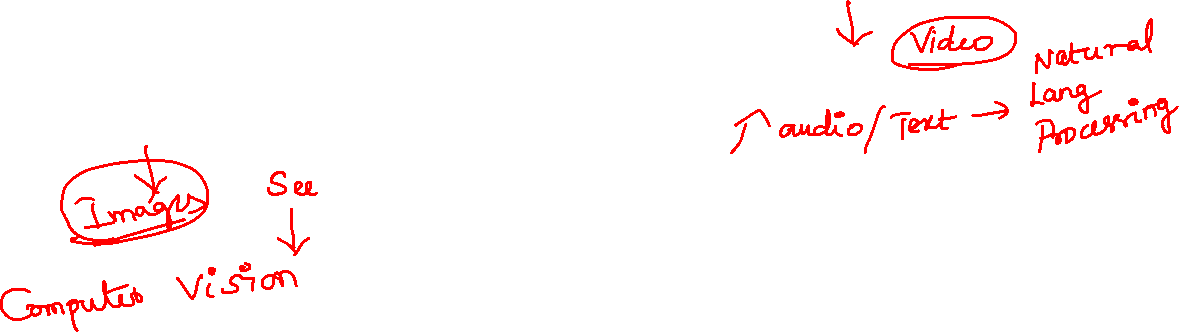 Video
Natural
Lang
Processing
audio/Text →
Images
See
Computer Vision